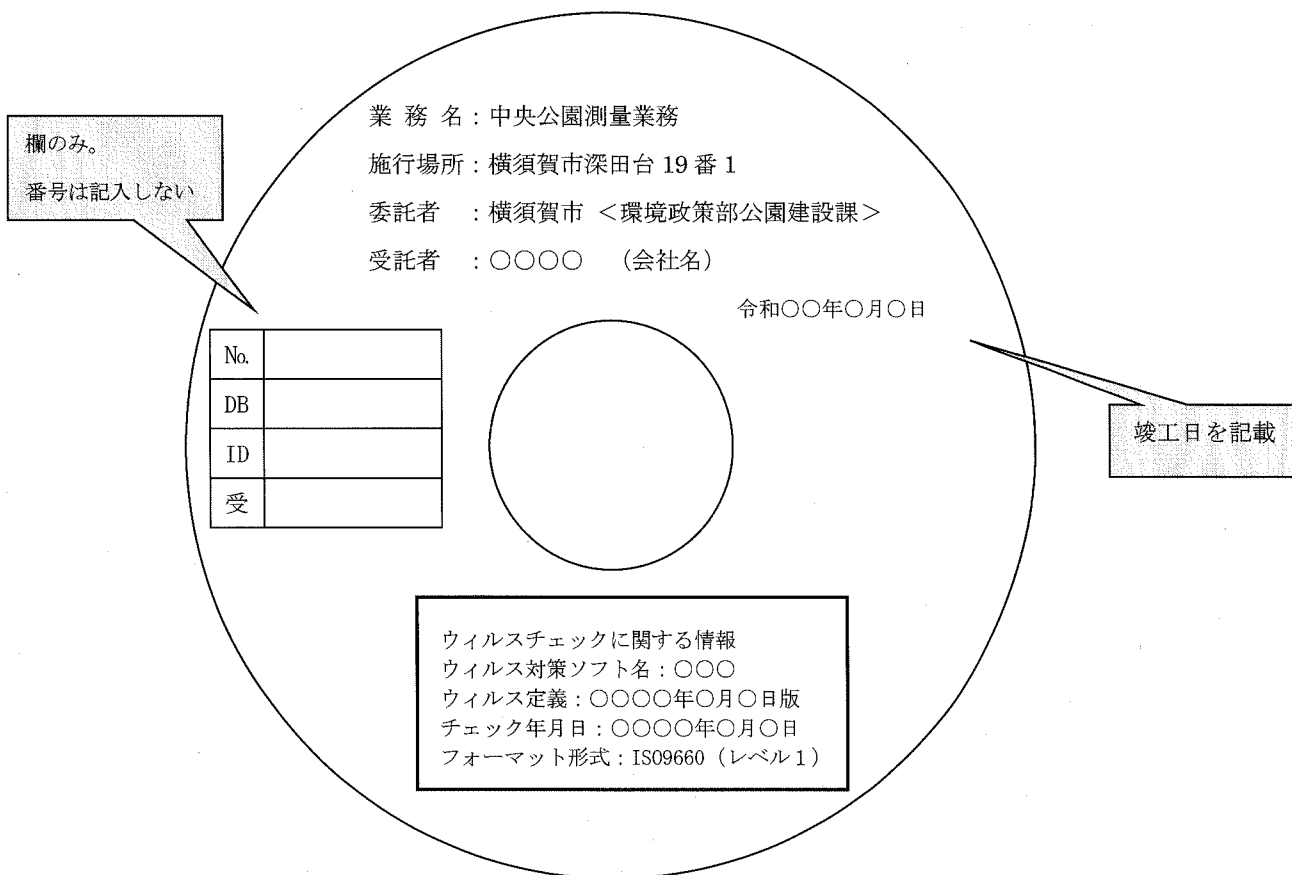 業 務 名：中央公園測量業務
施行場所：横須賀市深田台 19 番 1
委託者　：横須賀市 ＜環境政策部公園建設課＞
受託者　：○○○○　（会社名）
令和○○年○月○日
欄のみ。
番号は記入しない
No.
DB
ID
受
竣工日を記載
ウィルスチェックに関する情報
ウィルス対策ソフト名：○○○
ウィルス定義：○○○○年○月○日版
チェック年月日：○○○○年○月○日
フォーマット形式：ISO9660（レベル１）